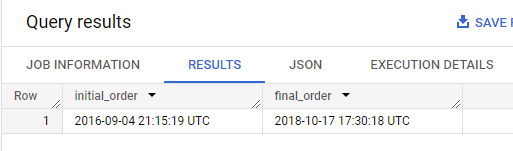 Query results
SAVE
JOB INFORMATION RESULTS JSON EXECUTION DETAILS
Row initial_order final_order
1 2016-09-04 21:15:19 UTC 2018-10-17 17:30:18 UTC